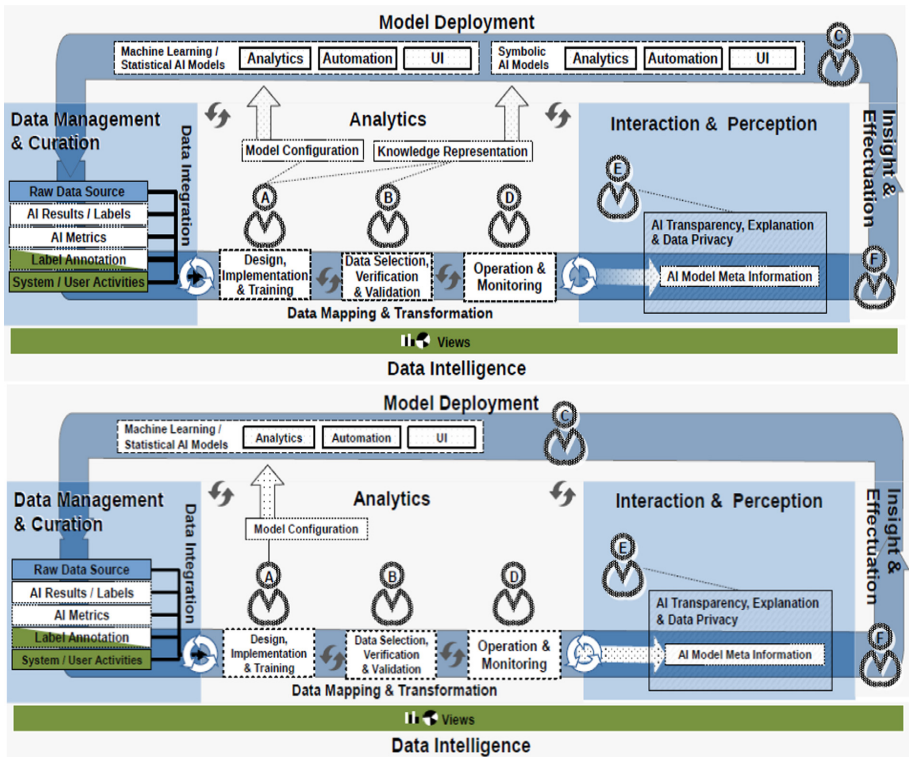 Model Deployment
Machine Learning /
Statistical AI Models
Analytics
Automation
UI
Symbolic
AI Models
Analytics
Automation
UI
C
Data Management
& Curation
Data Integration
Analytics
Interaction & Perception
Insight &
Effectuation
Model Configuration
Knowledge Representation
Raw Data Source
AI Results / Labels
AI Metrics
Label Annotation
System / User Activities
A
B
D
E
F
Design,
Implementation
& Training
Data Selection,
Verification
& Validation
Operation &
Monitoring
AI Transparency, Explanation
& Data Privacy
AI Model Meta Information
Data Mapping & Transformation
Views
Data Intelligence
Model Deployment
Machine Learning /
Statistical AI Models
Analytics
Automation
UI
C
Data Management
& Curation
Data Integration
Analytics
Interaction & Perception
Insight &
Effectuation
Model Configuration
Raw Data Source
AI Results / Labels
AI Metrics
Label Annotation
System / User Activities
A
B
D
E
F
Design,
Implementation
& Training
Data Selection,
Verification
& Validation
Operation &
Monitoring
AI Transparency, Explanation
& Data Privacy
AI Model Meta Information
Data Mapping & Transformation
Views
Data Intelligence